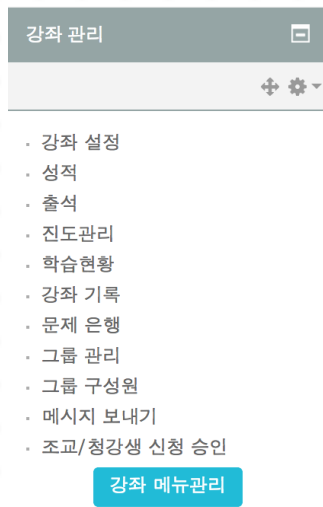 강좌 관리
강좌 설정
성적
출석
진도관리
학습현황
강좌 기록
문제 은행
그룹 관리
그룹 구성원
메시지 보내기
조교/청강생 신청 승인
강좌 메뉴관리